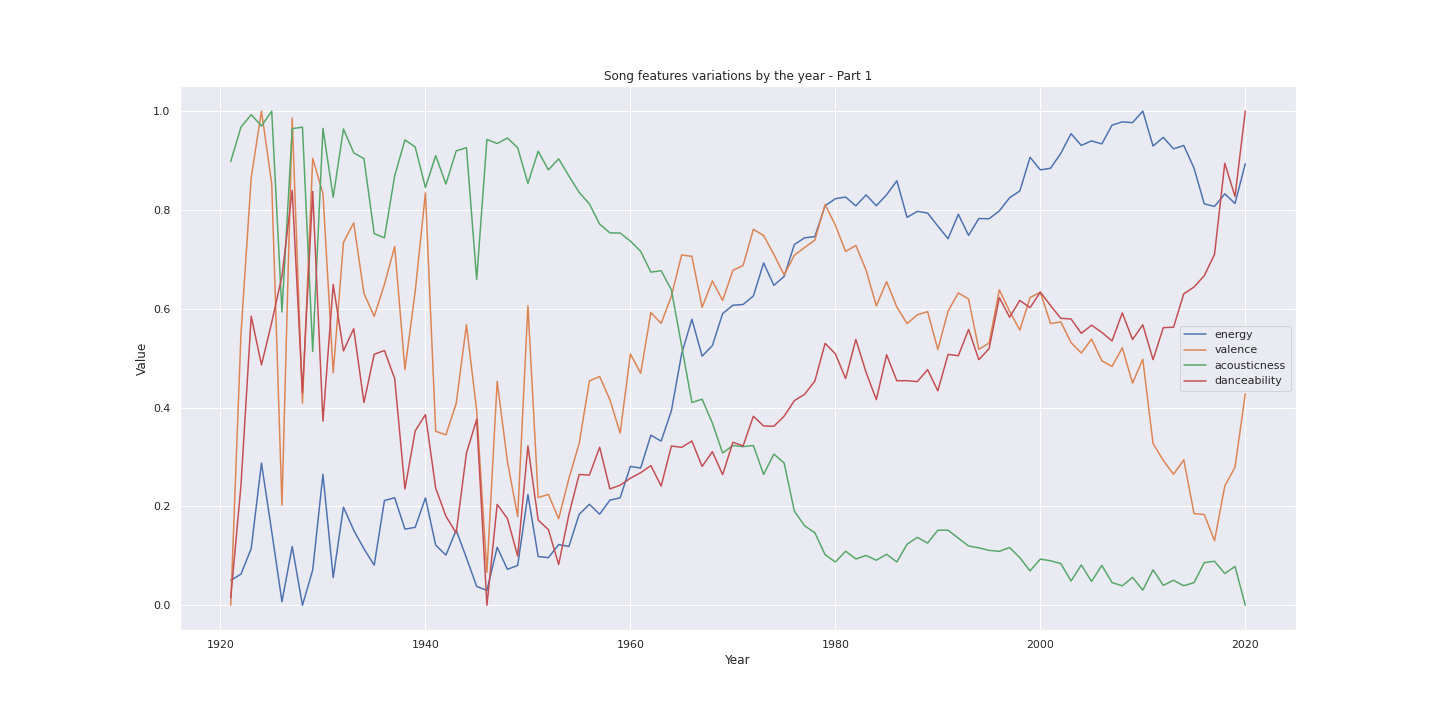 Song features variations by the year - Part 1
1.0
0.8
0.6
0.4
0.2
0.0
Value
energy
valence
acousticness
danceability
1920
1940
1960
1980
2000
2020
Year